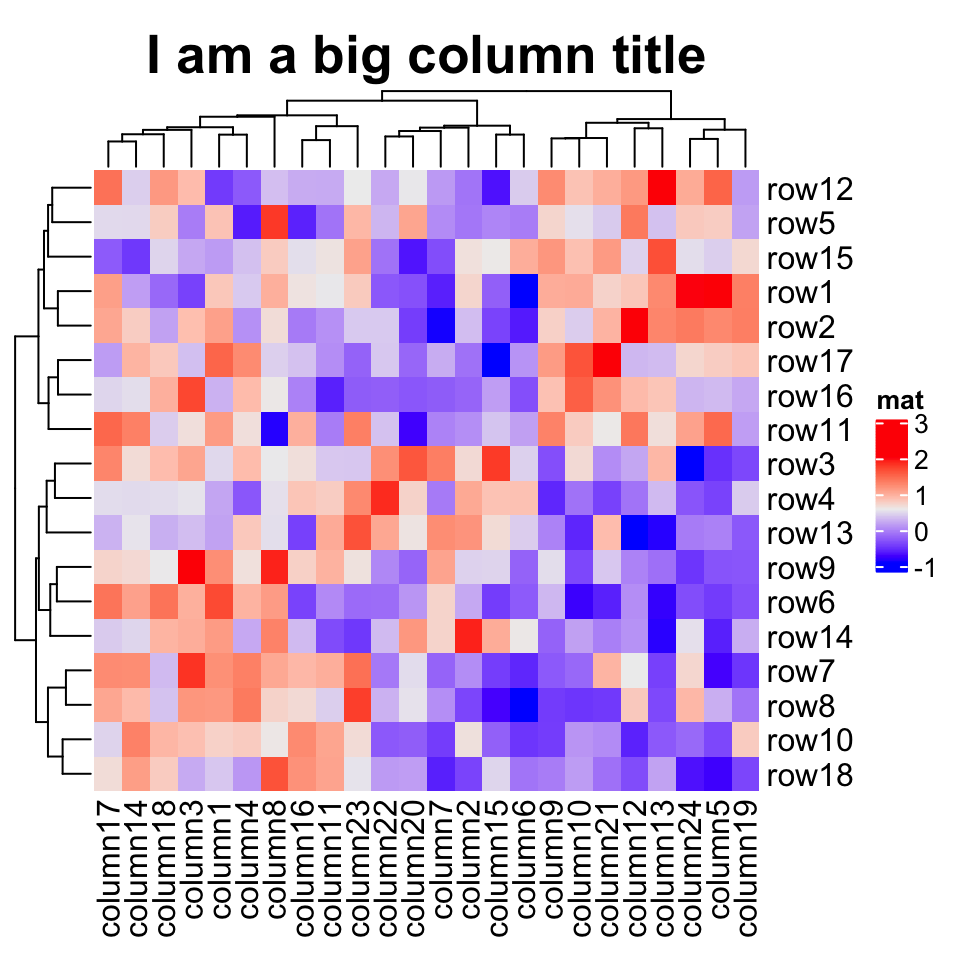 I am a big column title
row12
row5
row15
row1
row2
row17
row16
row11
row3
row4
row13
row9
row6
row14
row7
row8
row10
row18
mat
3
2
1
0
-1
column17
column14
column18
column3
column1
column4
column8
column16
column11
column23
column22
column20
column7
column2
column15
column6
column9
column10
column21
column12
column13
column24
column5
column19